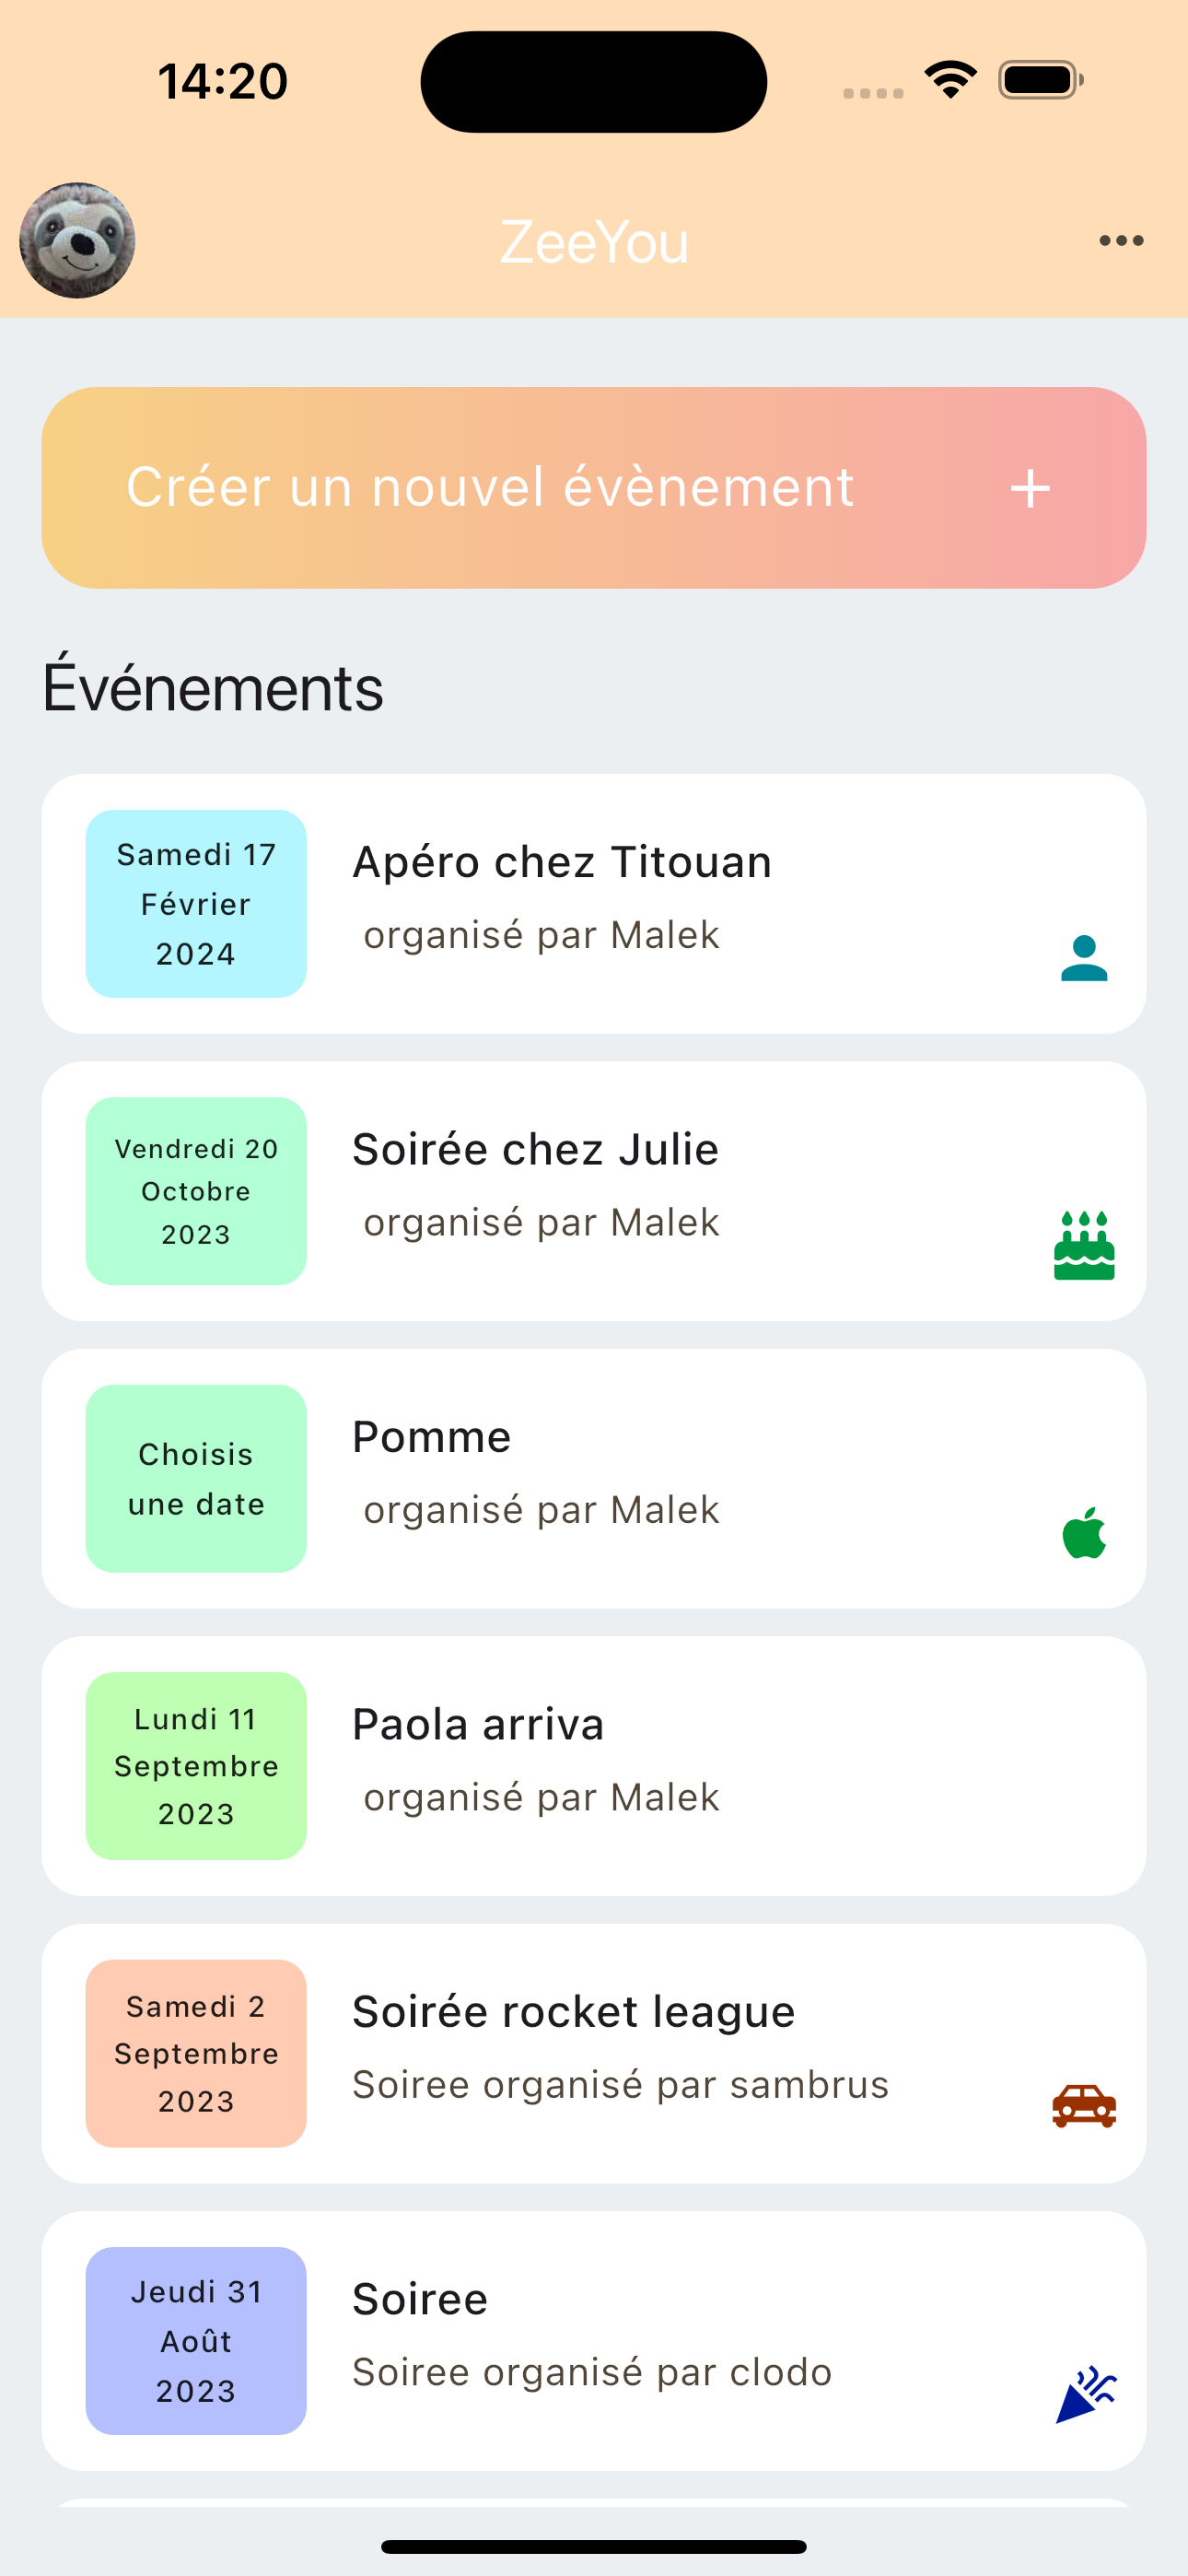 14:20
ZeeYou
Créer un nouvel évènement +
Événements
Samedi 17
Février
2024
Apéro chez Titouan
organisé par Malek
Vendredi 20
Octobre
2023
Soirée chez Julie
organisé par Malek
Choisis
une date
Pomme
organisé par Malek
Lundi 11
Septembre
2023
Paola arriva
organisé par Malek
Samedi 2
Septembre
2023
Soirée rocket league
Soiree organisé par sambrus
Jeudi 31
Août
2023
Soiree
Soiree organisé par clodo